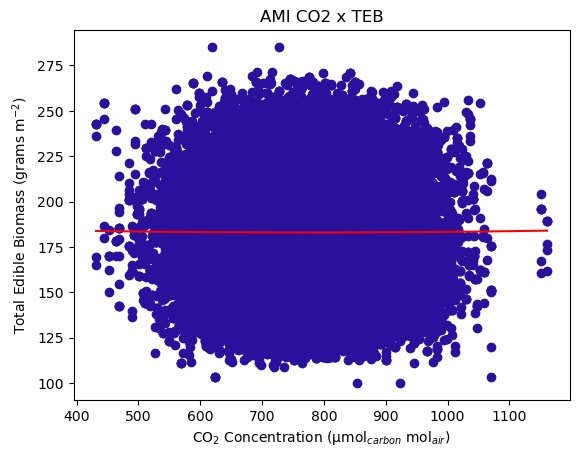 AMI CO2 x TEB
Total Edible Biomass (grams m⁻²)
275
250
225
200
175
150
125
100
400 500 600 700 800 900 1000 1100
CO₂ Concentration (μmol_carbon mol_air)